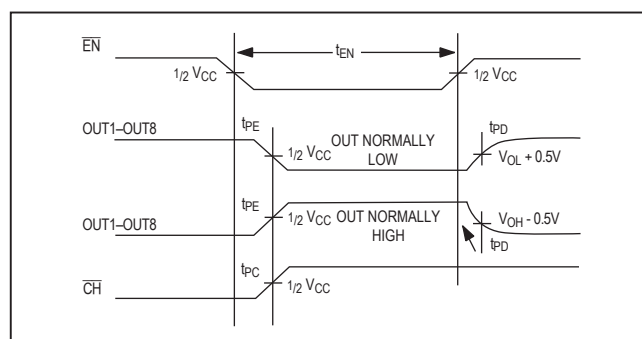 EN
tEN
1/2 VCC
1/2 VCC
OUT1–OUT8
tPE
1/2 VCC
OUT NORMALLY
LOW
tPD
VOL + 0.5V
OUT1–OUT8
tPE
1/2 VCC
OUT NORMALLY
HIGH
VOH - 0.5V
tPD
CH
tPC
1/2 VCC